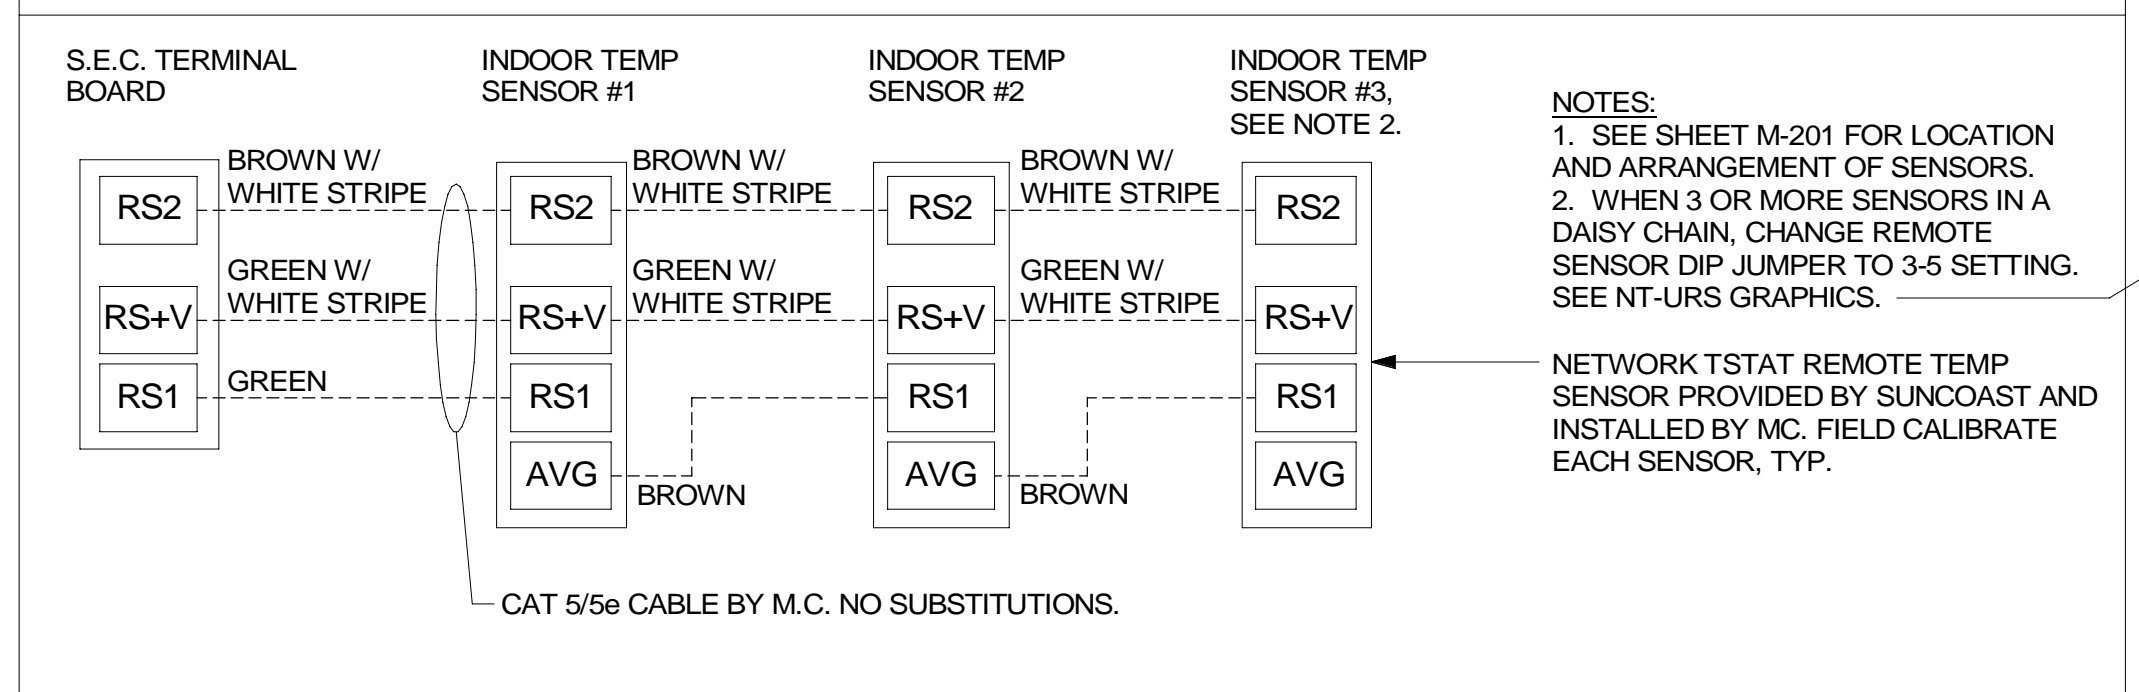 S.E.C. TERMINAL
BOARD
INDOOR TEMP
SENSOR #1
INDOOR TEMP
SENSOR #2
INDOOR TEMP
SENSOR #3,
SEE NOTE 2.
RS2
RS+V
RS1
BROWN W/
WHITE STRIPE
GREEN W/
WHITE STRIPE
GREEN
RS2
RS+V
RS1
AVG
BROWN W/
WHITE STRIPE
GREEN W/
WHITE STRIPE
BROWN
RS2
RS+V
RS1
AVG
BROWN W/
WHITE STRIPE
GREEN W/
WHITE STRIPE
BROWN
RS2
RS+V
RS1
AVG
CAT 5/5e CABLE BY M.C. NO SUBSTITUTIONS.
NOTES:
1. SEE SHEET M-201 FOR LOCATION
AND ARRANGEMENT OF SENSORS.
2. WHEN 3 OR MORE SENSORS IN A
DAISY CHAIN, CHANGE REMOTE
SENSOR DIP JUMPER TO 3-5 SETTING.
SEE NT-URS GRAPHICS.
NETWORK TSTAT REMOTE TEMP
SENSOR PROVIDED BY SUNCOAST AND
INSTALLED BY MC. FIELD CALIBRATE
EACH SENSOR, TYP.